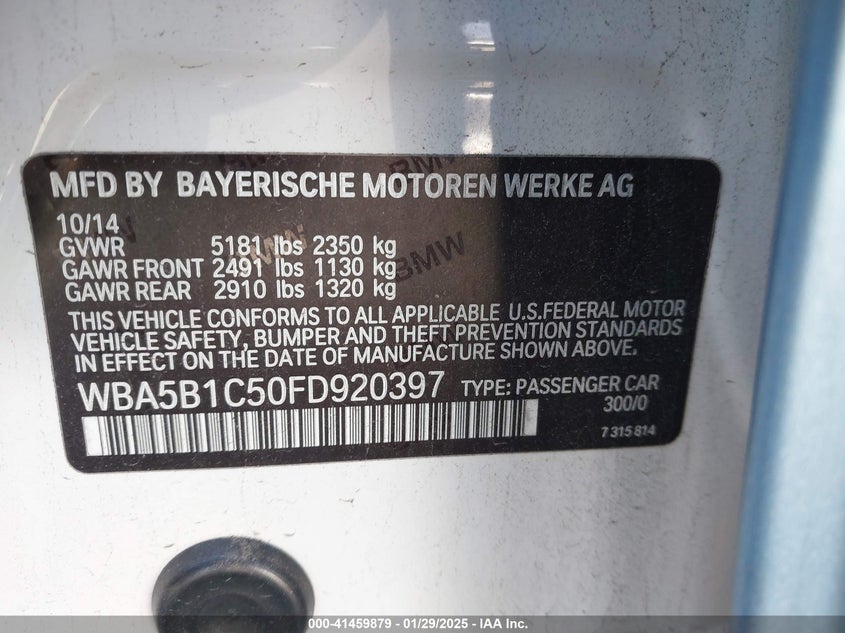 MFD BY BAYERISCHE MOTOREN WERKE AG
10/14
GVWR 5181 lbs 2350 kg
GAWR FRONT 2491 lbs 1130 kg
GAWR REAR 2910 lbs 1320 kg
THIS VEHICLE CONFORMS TO ALL APPLICABLE U.S.FEDERAL MOTOR
VEHICLE SAFETY, BUMPER AND THEFT PREVENTION STANDARDS
IN EFFECT ON THE DATE OF MANUFACTURE SHOWN ABOVE.
WBA5B1C50FD920397 TYPE: PASSENGER CAR
300/0
7 315 814
BMW
BMW
000-41459879 | 01/29/2025 - IAA Inc.